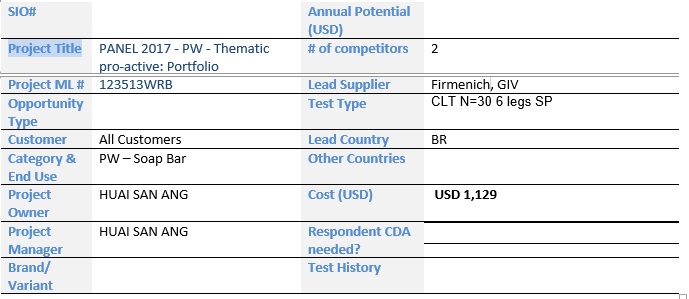 SIO#
Annual Potential
(USD)
Project Title
PANEL 2017 - PW - Thematic
pro-active: Portfolio
# of competitors
2
Project ML #
123513WRB
Lead Supplier
Firmenich, GIV
Opportunity
Type
Test Type
CLT N=30 6 legs SP
Customer
All Customers
Lead Country
BR
Category &
End Use
PW – Soap Bar
Other Countries
Project
Owner
HUAI SAN ANG
Cost (USD)
USD 1,129
Project
Manager
HUAI SAN ANG
Respondent CDA
needed?
Brand/
Variant
Test History